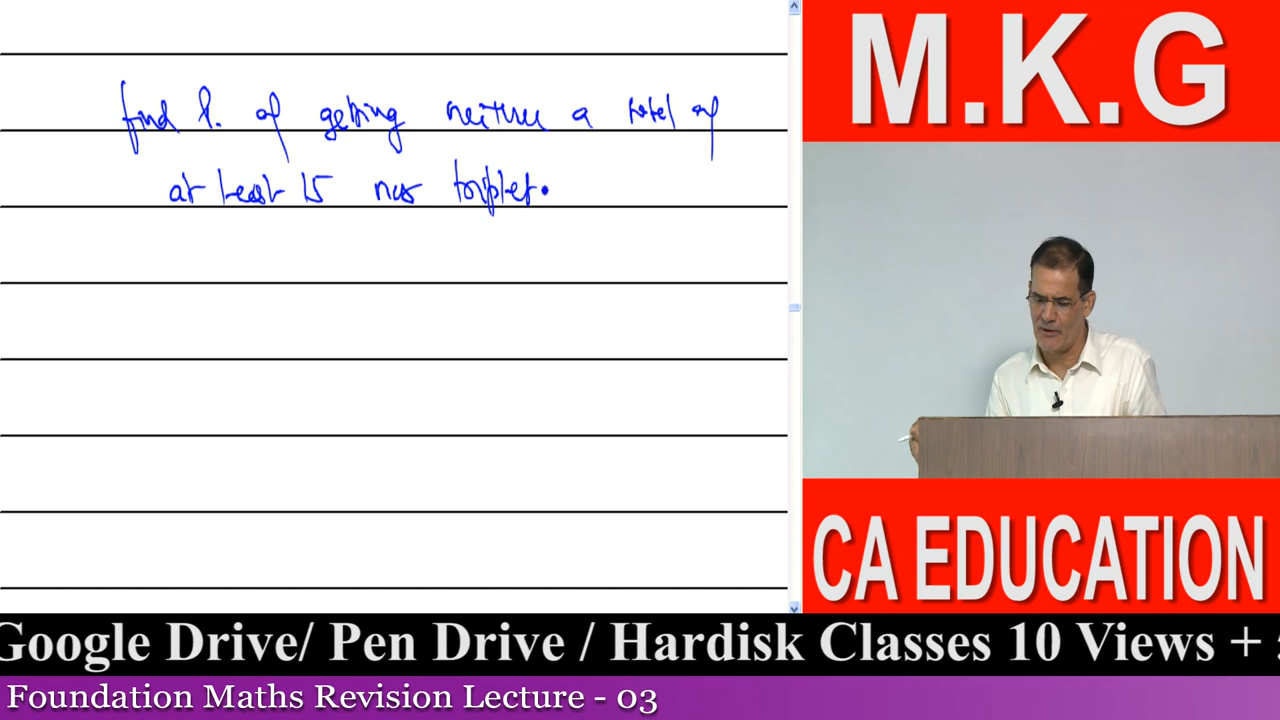 find P. of getting neither a total of
at least 15 nor triplet.
M.K.G
CA EDUCATION
Google Drive/ Pen Drive / Hardisk Classes 10 Views +
Foundation Maths Revision Lecture - 03